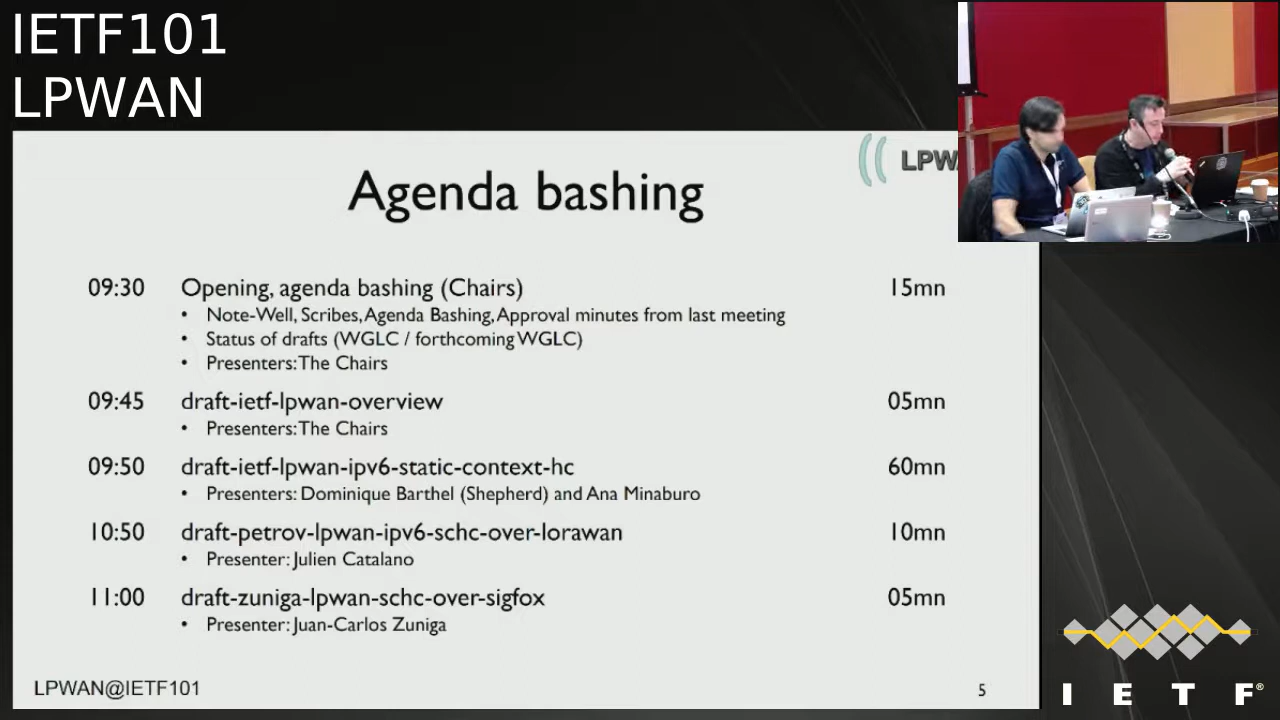 IETF101
LPWAN
LPW
Agenda bashing
09:30 Opening, agenda bashing (Chairs) 15mn
• Note-Well, Scribes, Agenda Bashing, Approval minutes from last meeting
• Status of drafts (WGLC / forthcoming WGLC)
• Presenters: The Chairs
09:45 draft-ietf-lpwan-overview 05mn
• Presenters: The Chairs
09:50 draft-ietf-lpwan-ipv6-static-context-hc 60mn
• Presenters: Dominique Barthel (Shepherd) and Ana Minaburo
10:50 draft-petrov-lpwan-ipv6-schc-over-lorawan 10mn
• Presenter: Julien Catalano
11:00 draft-zuniga-lpwan-schc-over-sigfox 05mn
• Presenter: Juan-Carlos Zuniga
LPWAN@IETF101 5
I E T F®